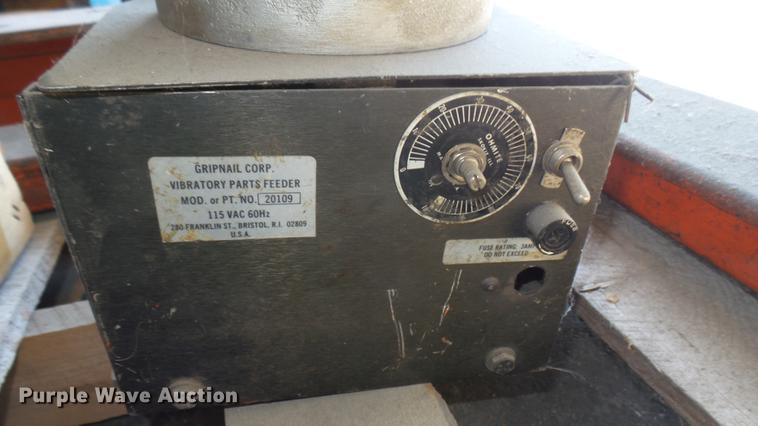 GRIPNAIL CORP.
VIBRATORY PARTS FEEDER
MOD. or PT. NO. 20109
115 VAC 60Hz
280 FRANKLIN ST., BRISTOL, R.I. 02809
U.S.A.
OHMITE
FUSE RATING
DO NOT EXCEED
Purple Wave Auction